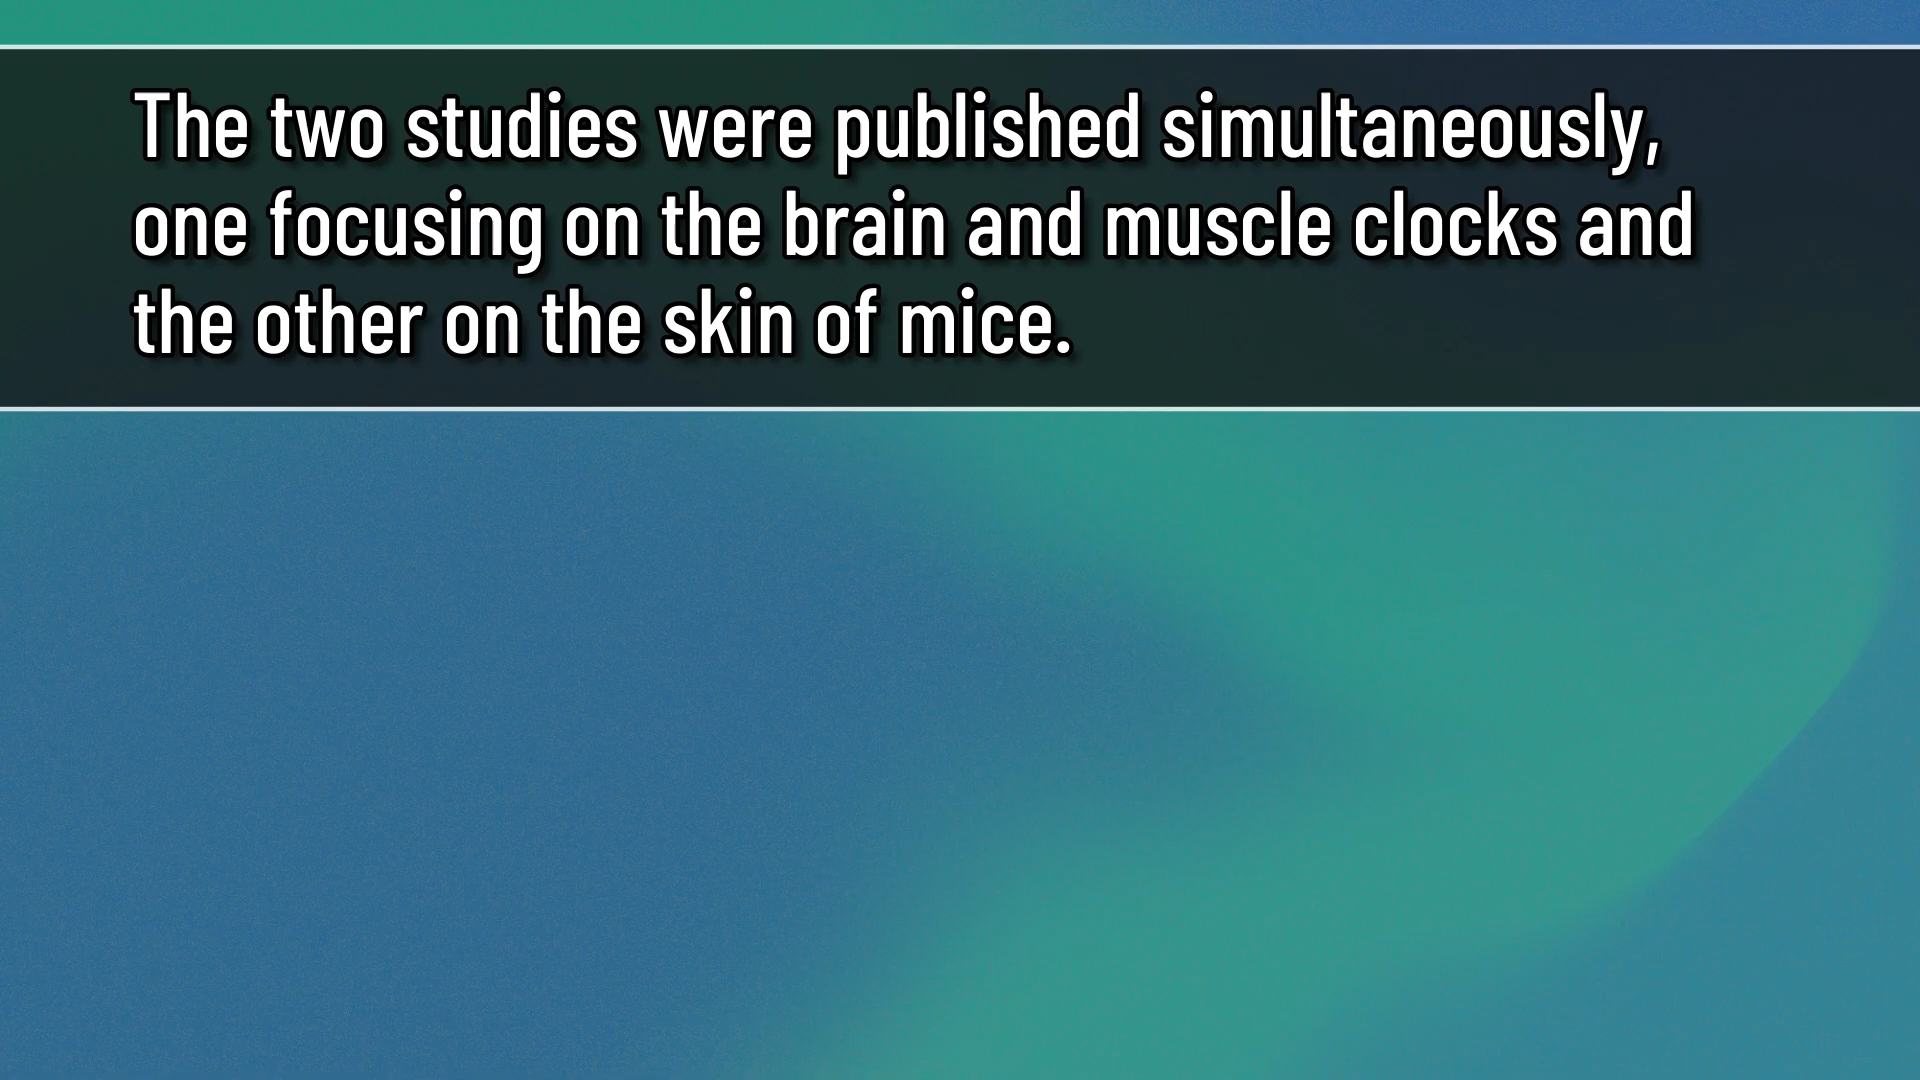 The two studies were published simultaneously,
one focusing on the brain and muscle clocks and
the other on the skin of mice.